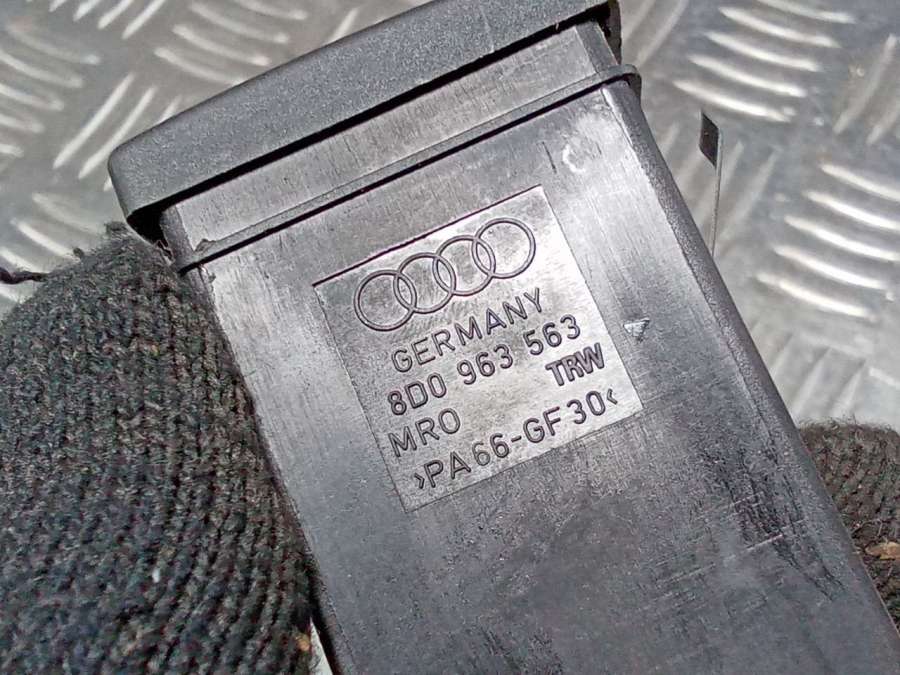 GERMANY
8D0 963 563
TRW
MRO
>PA66-GF30<